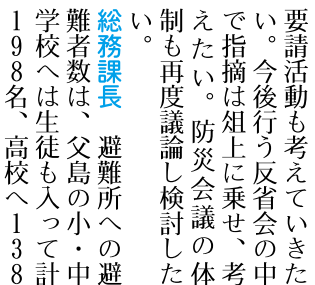 要請活動も考えていきた
い。今後行う反省会の中
で指摘は俎上に乗せ、考
えたい。防災会議の体
制も再度議論し検討した
い。
総務課長　避難所への避
難者数は、父島の小・中
学校へは生徒も入って計
198名、高校へ138